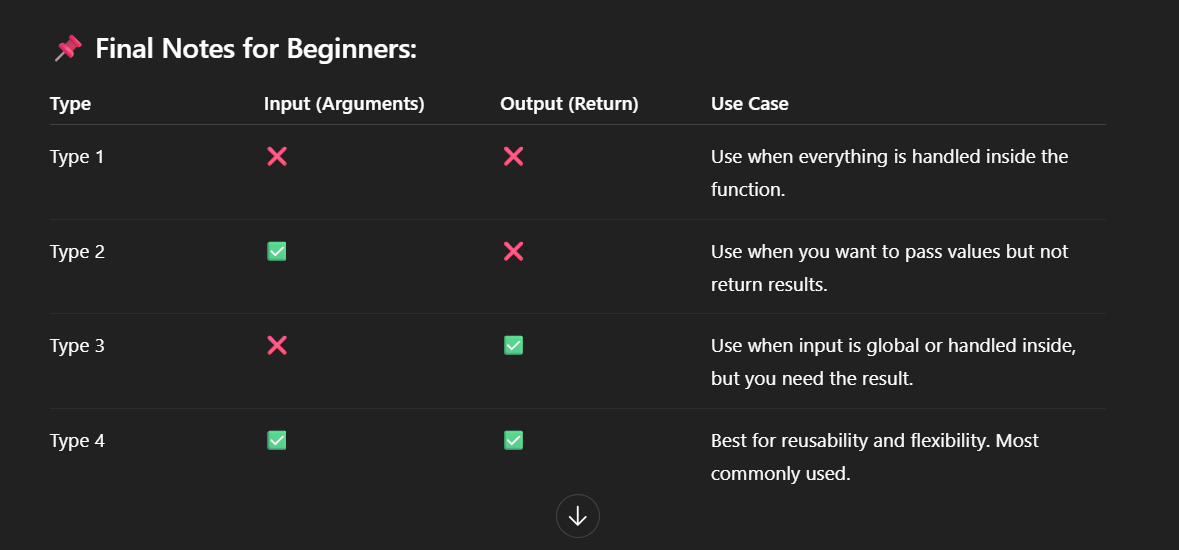 📌 Final Notes for Beginners:
Type Input (Arguments) Output (Return) Use Case
Type 1 ❌ ❌ Use when everything is handled inside the
function.
Type 2 ✅ ❌ Use when you want to pass values but not
return results.
Type 3 ❌ ✅ Use when input is global or handled inside,
but you need the result.
Type 4 ✅ ✅ Best for reusability and flexibility. Most
commonly used.